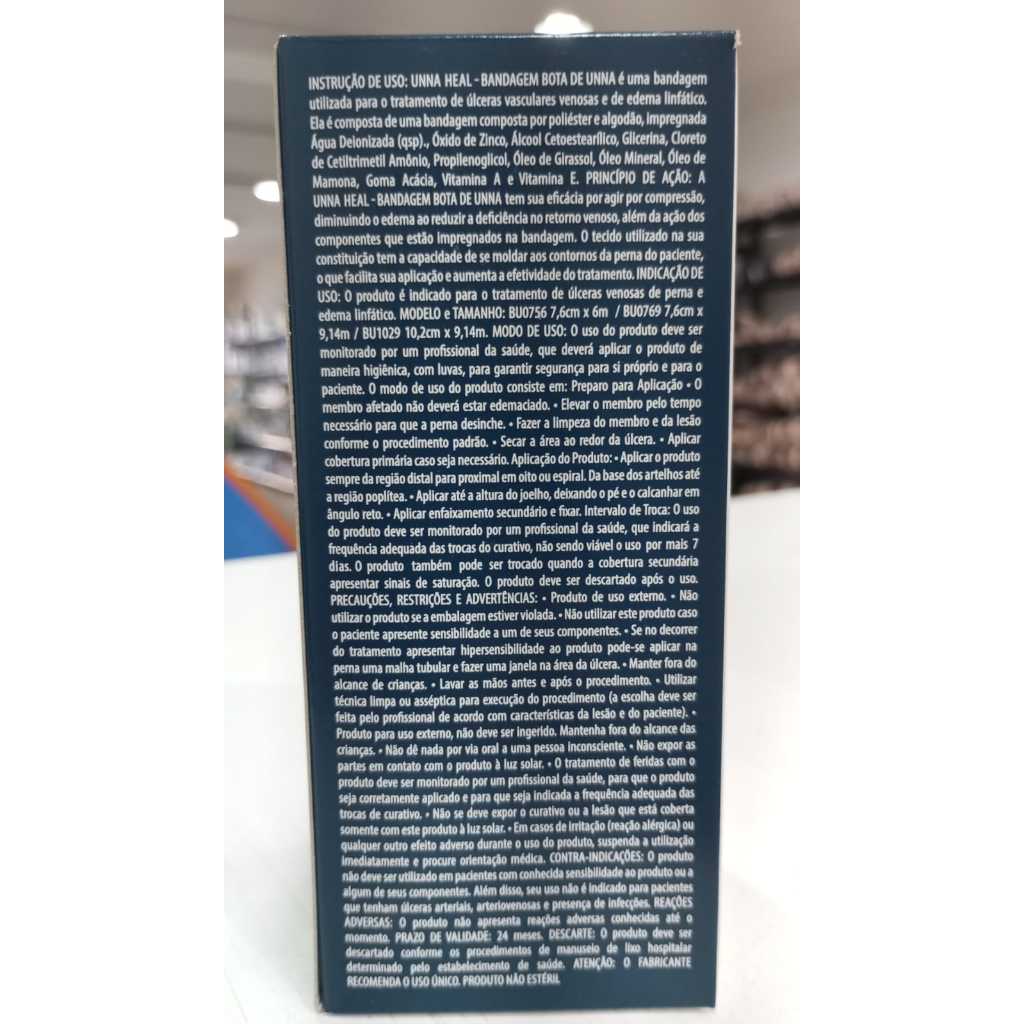 INSTRUÇÃO DE USO: UNNA HEAL - BANDAGEM BOTA DE UNNA é uma bandagem
utilizada para o tratamento de úlceras vasculares venosas e de edema linfático.
Ela é composta de uma bandagem composta por poliéster e algodão, impregnada
Água Deionizada (qsp)., Óxido de Zinco, Álcool Cetoestearílico, Glicerina, Cloreto
de Cetiltrimetil Amônio, Propilenoglicol, Óleo de Girassol, Óleo Mineral, Óleo de
Mamona, Goma Acácia, Vitamina A e Vitamina E. PRINCÍPIO DE AÇÃO: A
UNNA HEAL - BANDAGEM BOTA DE UNNA tem sua eficácia por agir por compressão,
diminuindo o edema ao reduzir a deficiência no retorno venoso, além da ação dos
componentes que estão impregnados na bandagem. O tecido utilizado na sua
constituição tem a capacidade de se moldar aos contornos da perna do paciente,
o que facilita sua aplicação e aumenta a efetividade do tratamento. INDICAÇÃO DE
USO: O produto é indicado para o tratamento de úlceras venosas de perna e
edema linfático. MODELO e TAMANHO: BU0756 7,6cm x 6m / BU0769 7,6cm x
9,14m / BU1029 10,2cm x 9,14m. MODO DE USO: O uso do produto deve ser
monitorado por um profissional da saúde, que deverá aplicar o produto de
maneira higiênica, com luvas, para garantir segurança para si próprio e para o
paciente. O modo de uso do produto consiste em: Preparo para Aplicação • O
membro afetado não deverá estar edemaciado. • Elevar o membro pelo tempo
necessário para que a perna desinche. • Fazer a limpeza do membro e da lesão
conforme o procedimento padrão. • Secar a área ao redor da úlcera. • Aplicar
cobertura primária caso seja necessário. Aplicação do Produto: • Aplicar o produto
sempre da região distal para proximal em oito ou espiral. Da base dos artelhos até
a região poplítea. • Aplicar até a altura do joelho, deixando o pé e o calcanhar em
ângulo reto. • Aplicar enfaixamento secundário e fixar. Intervalo de Troca: O uso
do produto deve ser monitorado por um profissional da saúde, que indicará a
frequência adequada das trocas do curativo, não sendo viável o uso por mais 7
dias. O produto também pode ser trocado quando a cobertura secundária
apresentar sinais de saturação. O produto deve ser descartado após o uso.
PRECAUÇÕES, RESTRIÇÕES E ADVERTÊNCIAS: • Produto de uso externo. • Não
utilizar o produto se a embalagem estiver violada. • Não utilizar este produto caso
o paciente apresente sensibilidade a um de seus componentes. • Se no decorrer
do tratamento apresentar hipersensibilidade ao produto pode-se aplicar na
perna uma malha tubular e fazer uma janela na área da úlcera. • Manter fora do
alcance de crianças. • Lavar as mãos antes e após o procedimento. • Utilizar
técnica limpa ou asséptica para execução do procedimento (a escolha deve ser
feita pelo profissional de acordo com características da lesão e do paciente). •
Produto para uso externo, não deve ser ingerido. Mantenha fora do alcance das
crianças. • Não dê nada por via oral a uma pessoa inconsciente. • Não expor as
partes em contato com o produto à luz solar. • O tratamento de feridas com o
produto deve ser monitorado por um profissional da saúde, para que o produto
seja corretamente aplicado e para que seja indicada a frequência adequada das
trocas de curativo. • Não se deve expor o curativo ou a lesão que está coberta
somente com este produto à luz solar. • Em casos de irritação (reação alérgica) ou
qualquer outro efeito adverso durante o uso do produto, suspenda a utilização
imediatamente e procure orientação médica. CONTRA-INDICAÇÕES: O produto
não deve ser utilizado em pacientes com conhecida sensibilidade ao produto ou a
algum de seus componentes. Além disso, seu uso não é indicado para pacientes
que tenham úlceras arteriais, arteriovenosas e presença de infecções. REAÇÕES
ADVERSAS: O produto não apresenta reações adversas conhecidas até o
momento. PRAZO DE VALIDADE: 24 meses. DESCARTE: O produto deve ser
descartado conforme os procedimentos de manuseio de lixo hospitalar
determinado pelo estabelecimento de saúde. ATENÇÃO: O FABRICANTE
RECOMENDA O USO ÚNICO. PRODUTO NÃO ESTÉRIL